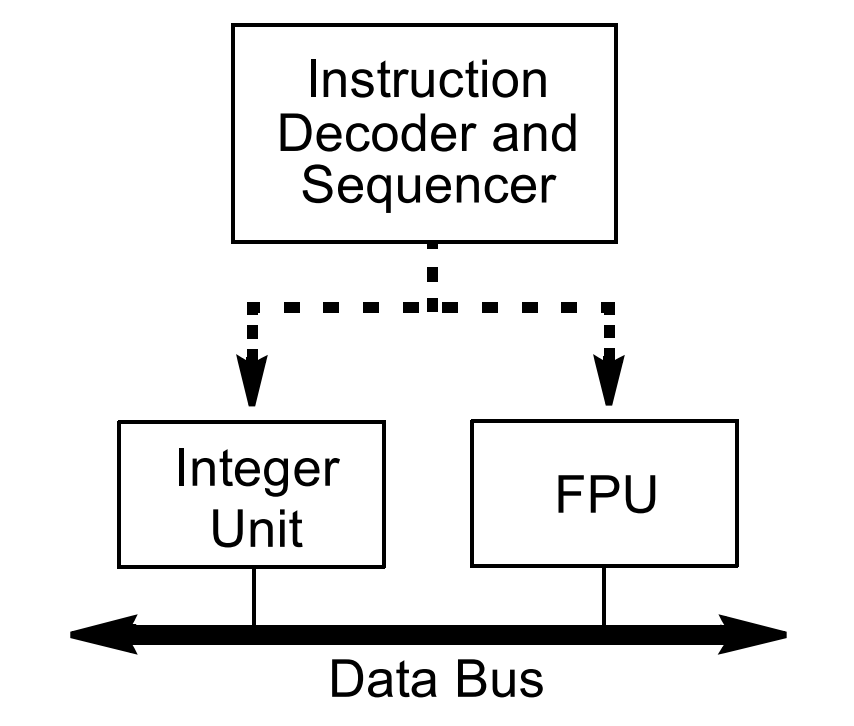 Instruction
Decoder and
Sequencer
Integer
Unit
FPU
Data Bus